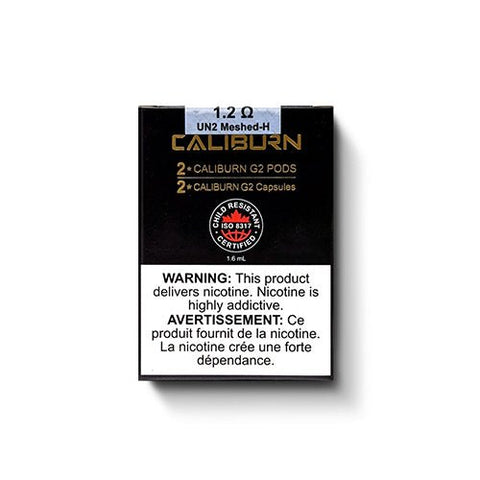 1.2 Ω
UN2 Meshed-H
CALIBURN
2* CALIBURN G2 PODS
2* CALIBURN G2 Capsules
CHILD RESISTANT
ISO 8317
CERTIFIED
1.6 mL
WARNING: This product
delivers nicotine. Nicotine is
highly addictive.
AVERTISSEMENT: Ce
produit fournit de la nicotine.
La nicotine crée une forte
dépendance.